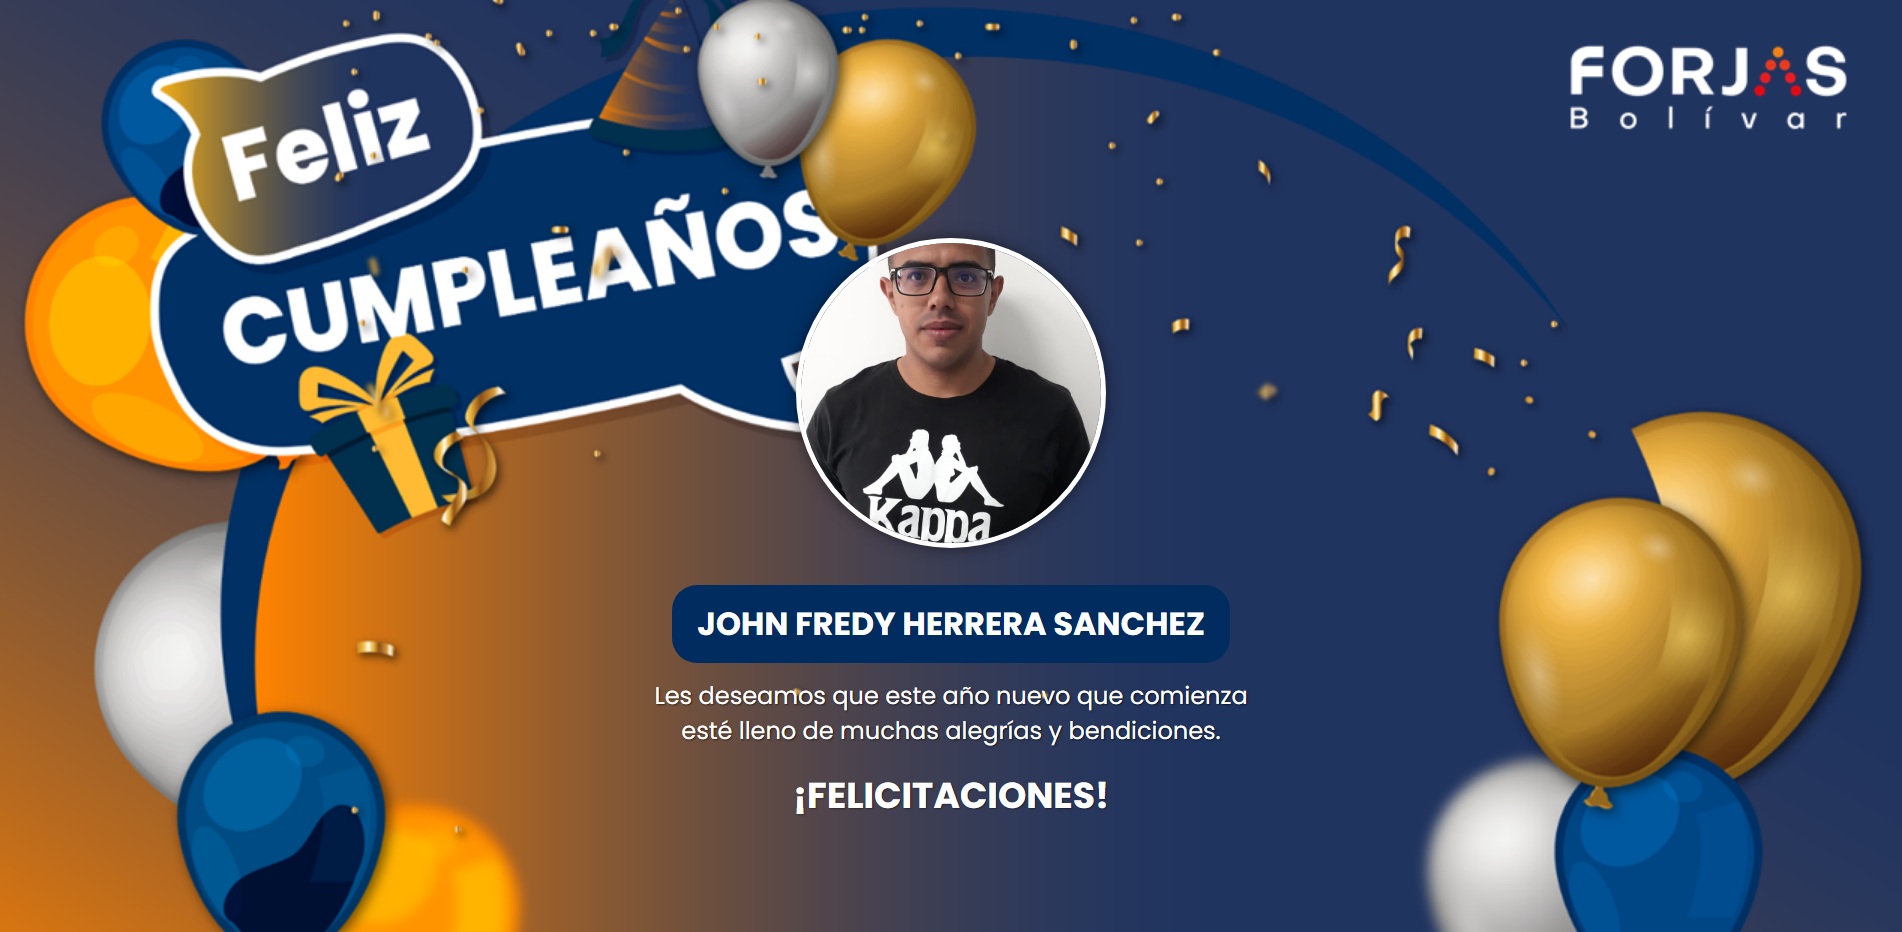 Feliz
CUMPLEAÑOS
FORJAS
Bolívar
Kappa
JOHN FREDY HERRERA SANCHEZ
Les deseamos que este año nuevo que comienza
esté lleno de muchas alegrías y bendiciones.
¡FELICITACIONES!